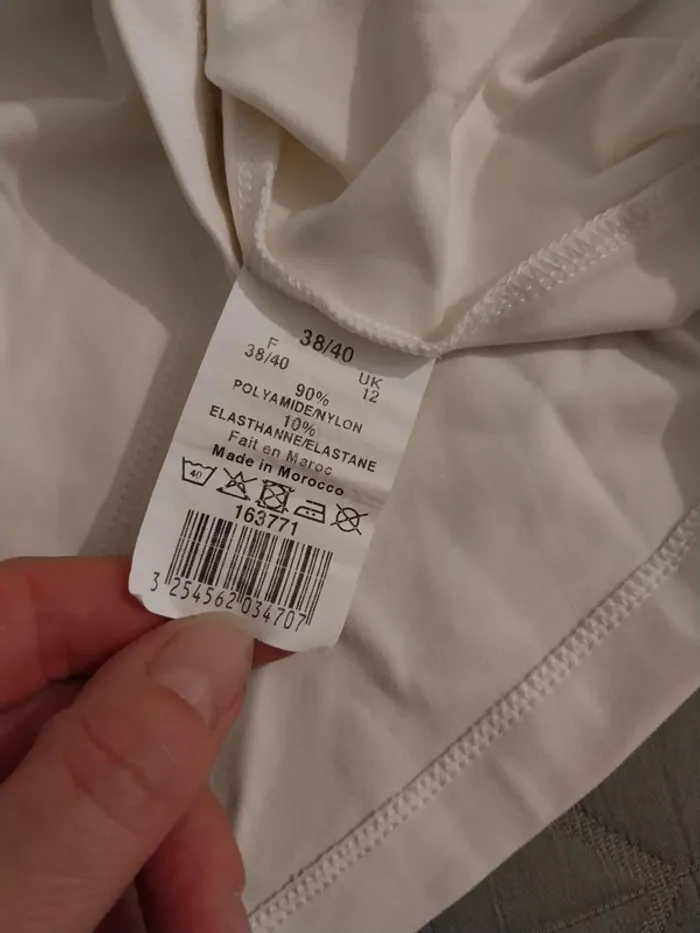 38/40
F
38/40
UK
12
90%
POLYAMIDE/NYLON
10%
ELASTHANNE/ELASTANE
Fait en Maroc
Made in Morocco
40
163771
3 254562 034707